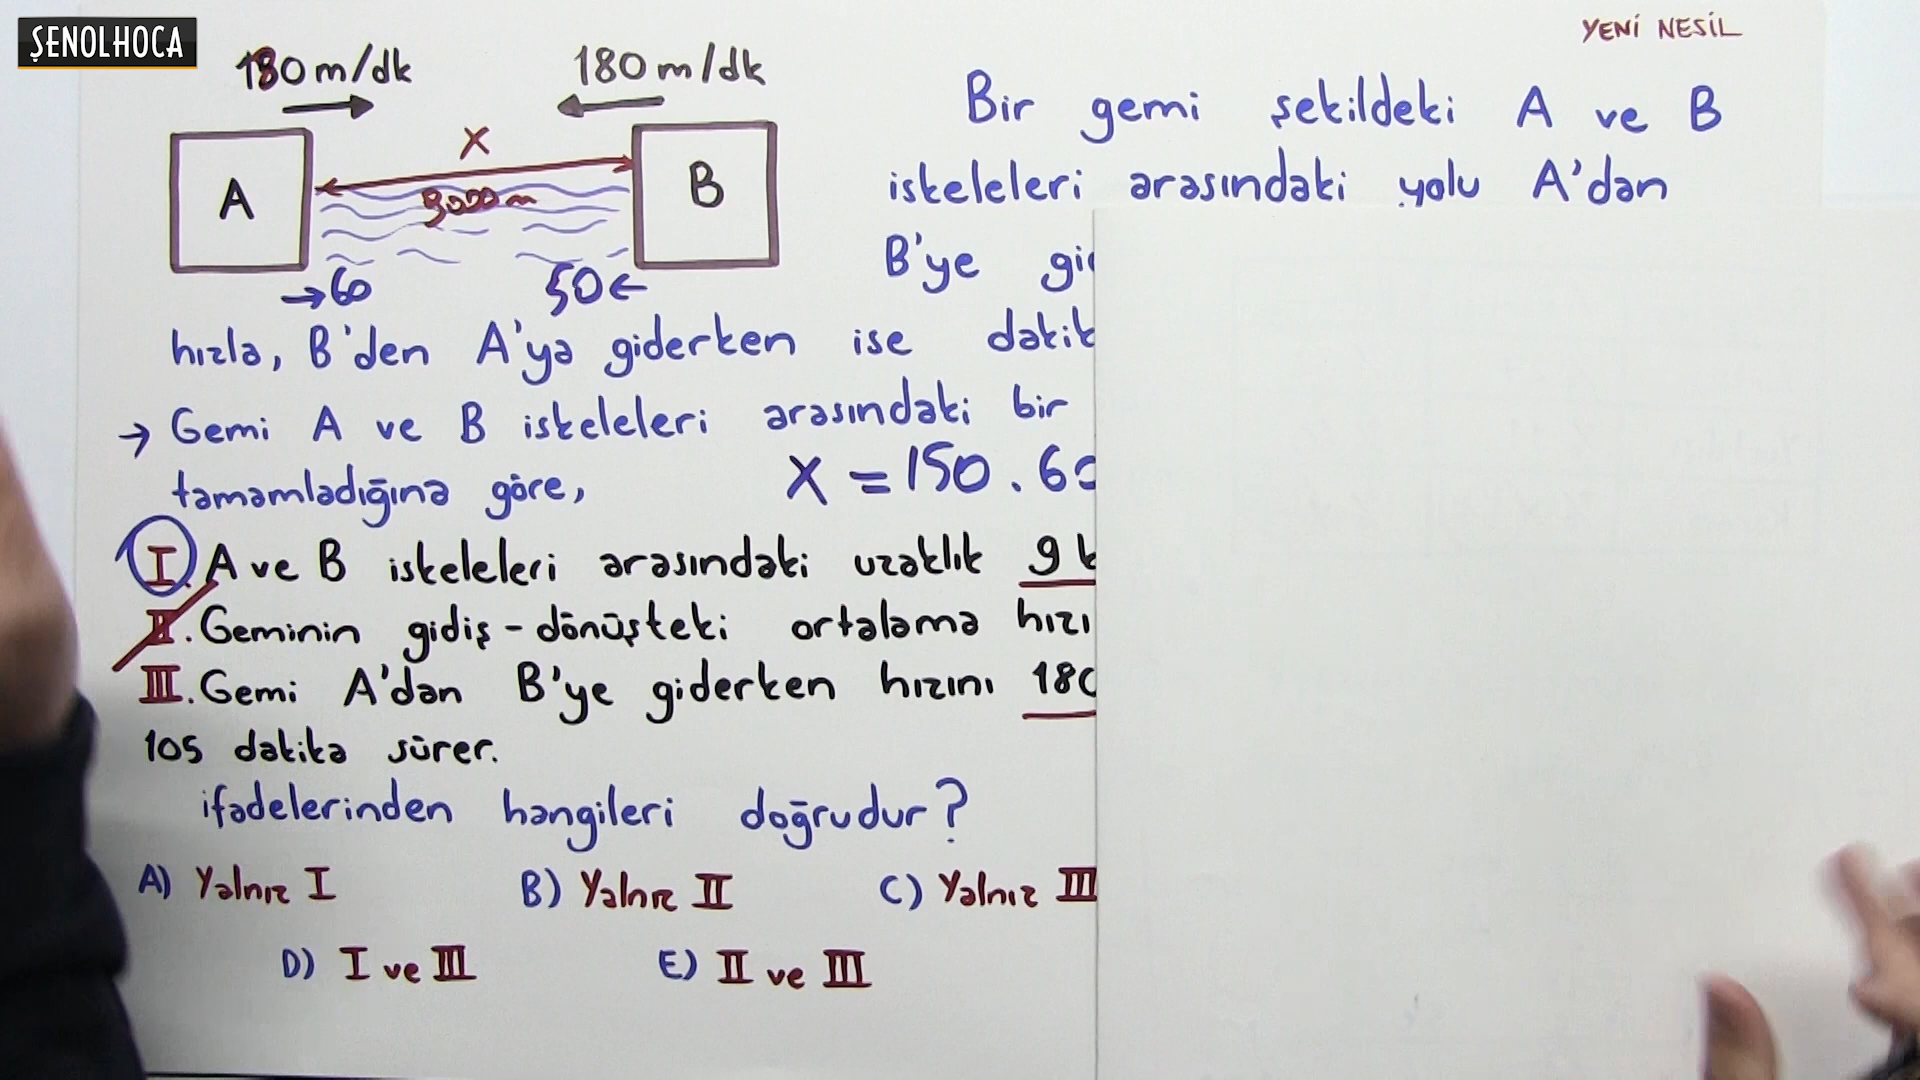 ŞENOLHOCA
YENİ NESİL
180 m/dk
180 m/dk
X
A
B
9000 m
→60
50←
Bir gemi şekildeki A ve B
iskeleleri arasındaki yolu A'dan
B'ye
hızla, B'den A'ya giderken ise
→ Gemi A ve B iskeleleri arasındaki bir
tamamladığına göre,
X = 150 . 60
I. A ve B iskeleleri arasındaki uzaklık 9
II. Geminin gidiş-dönüşteki ortalama hızı
III. Gemi A'dan B'ye giderken hızını 180
105 dakika sürer.
ifadelerinden hangileri doğrudur?
A) Yalnız I
B) Yalnız II
C) Yalnız III
D) I ve III
E) II ve III